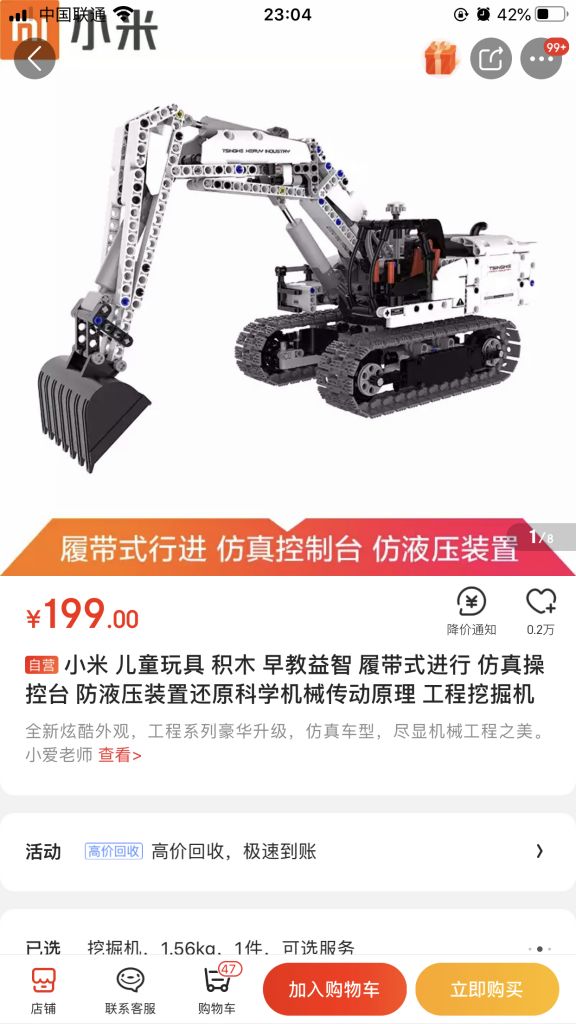 中国联通
23:04
42%
小米
99+
TSINGHE HEAVY INDUSTRY
TSINGHE
履带式行进 仿真控制台 仿液压装置
1/8
¥199.00
降价通知
0.2万
自营 小米 儿童玩具 积木 早教益智 履带式进行 仿真操
控台 防液压装置还原科学机械传动原理 工程挖掘机
全新炫酷外观，工程系列豪华升级，仿真车型，尽显机械工程之美。
小爱老师 查看>
活动 高价回收 高价回收，极速到账
已选 挖掘机，1.56kg，1件，可选服务
店铺
联系客服
47
购物车
加入购物车
立即购买